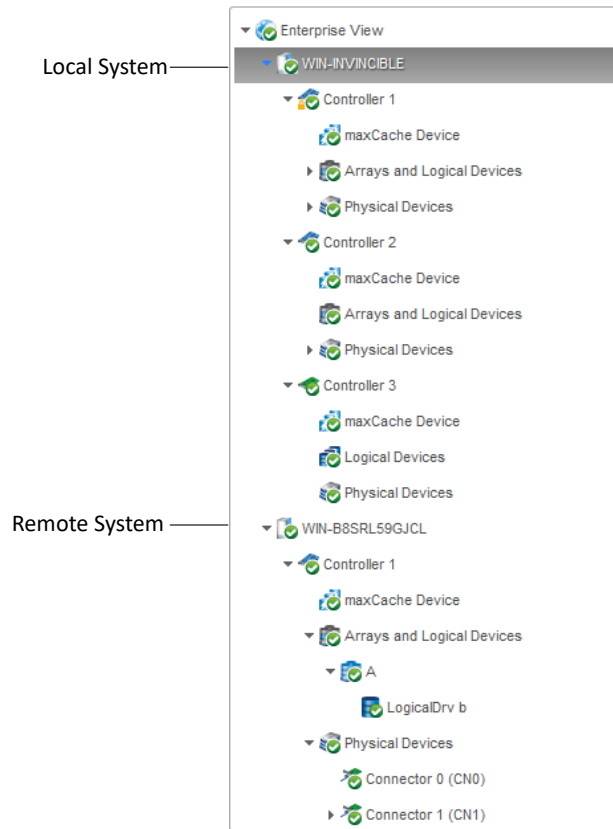 Enterprise View
Local System
WIN-INVINCIBLE
Controller 1
maxCache Device
Arrays and Logical Devices
Physical Devices
Controller 2
maxCache Device
Arrays and Logical Devices
Physical Devices
Controller 3
maxCache Device
Logical Devices
Physical Devices
Remote System
WIN-B8SRL59GJCL
Controller 1
maxCache Device
Arrays and Logical Devices
A
LogicalDrv b
Physical Devices
Connector 0 (CN0)
Connector 1 (CN1)